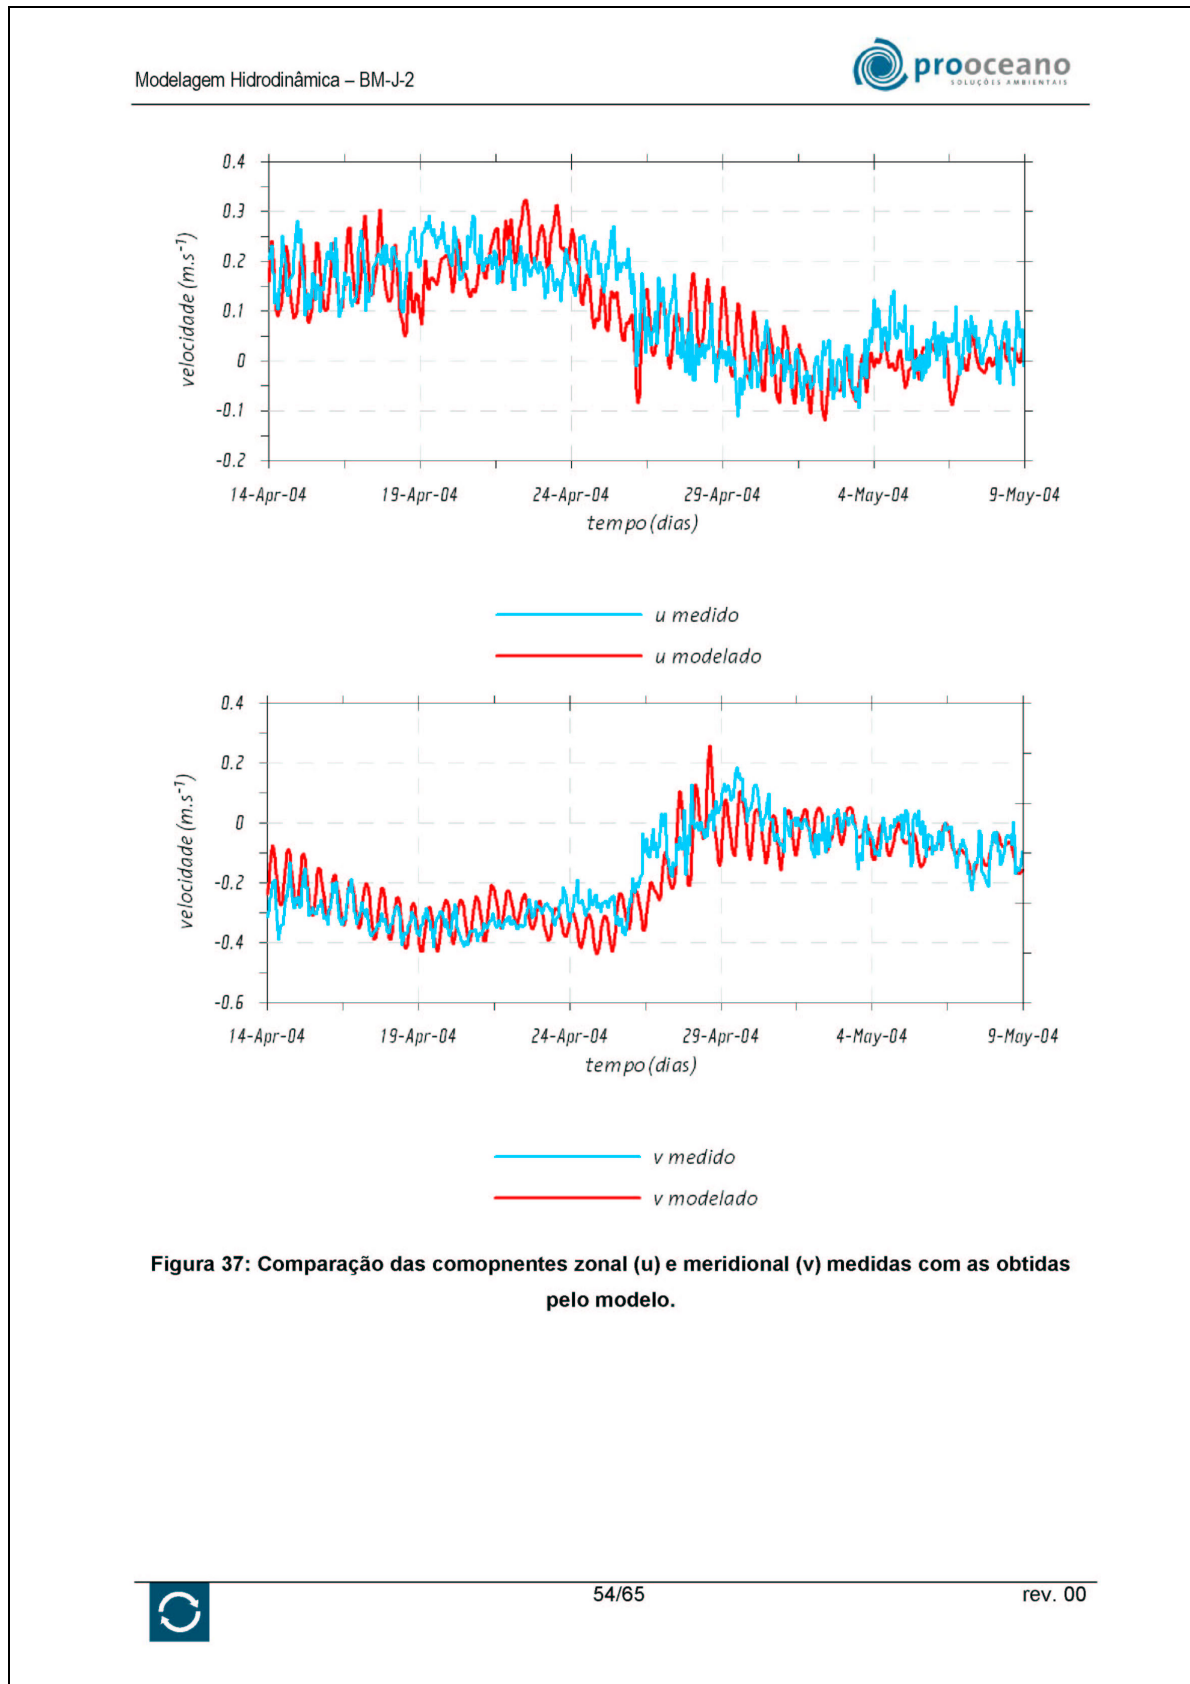 Modelagem Hidrodinâmica – BM-J-2
prooceano
SOLUÇÕES AMBIENTAIS
0.4
0.3
0.2
0.1
0
-0.1
-0.2
velocidade (m.s-1)
14-Apr-04 19-Apr-04 24-Apr-04 29-Apr-04 4-May-04 9-May-04
tempo (dias)
u medido
u modelado
0.4
0.2
0
-0.2
-0.4
-0.6
velocidade (m.s-1)
14-Apr-04 19-Apr-04 24-Apr-04 29-Apr-04 4-May-04 9-May-04
tempo (dias)
v medido
v modelado
Figura 37: Comparação das comopnentes zonal (u) e meridional (v) medidas com as obtidas
pelo modelo.
54/65
rev. 00